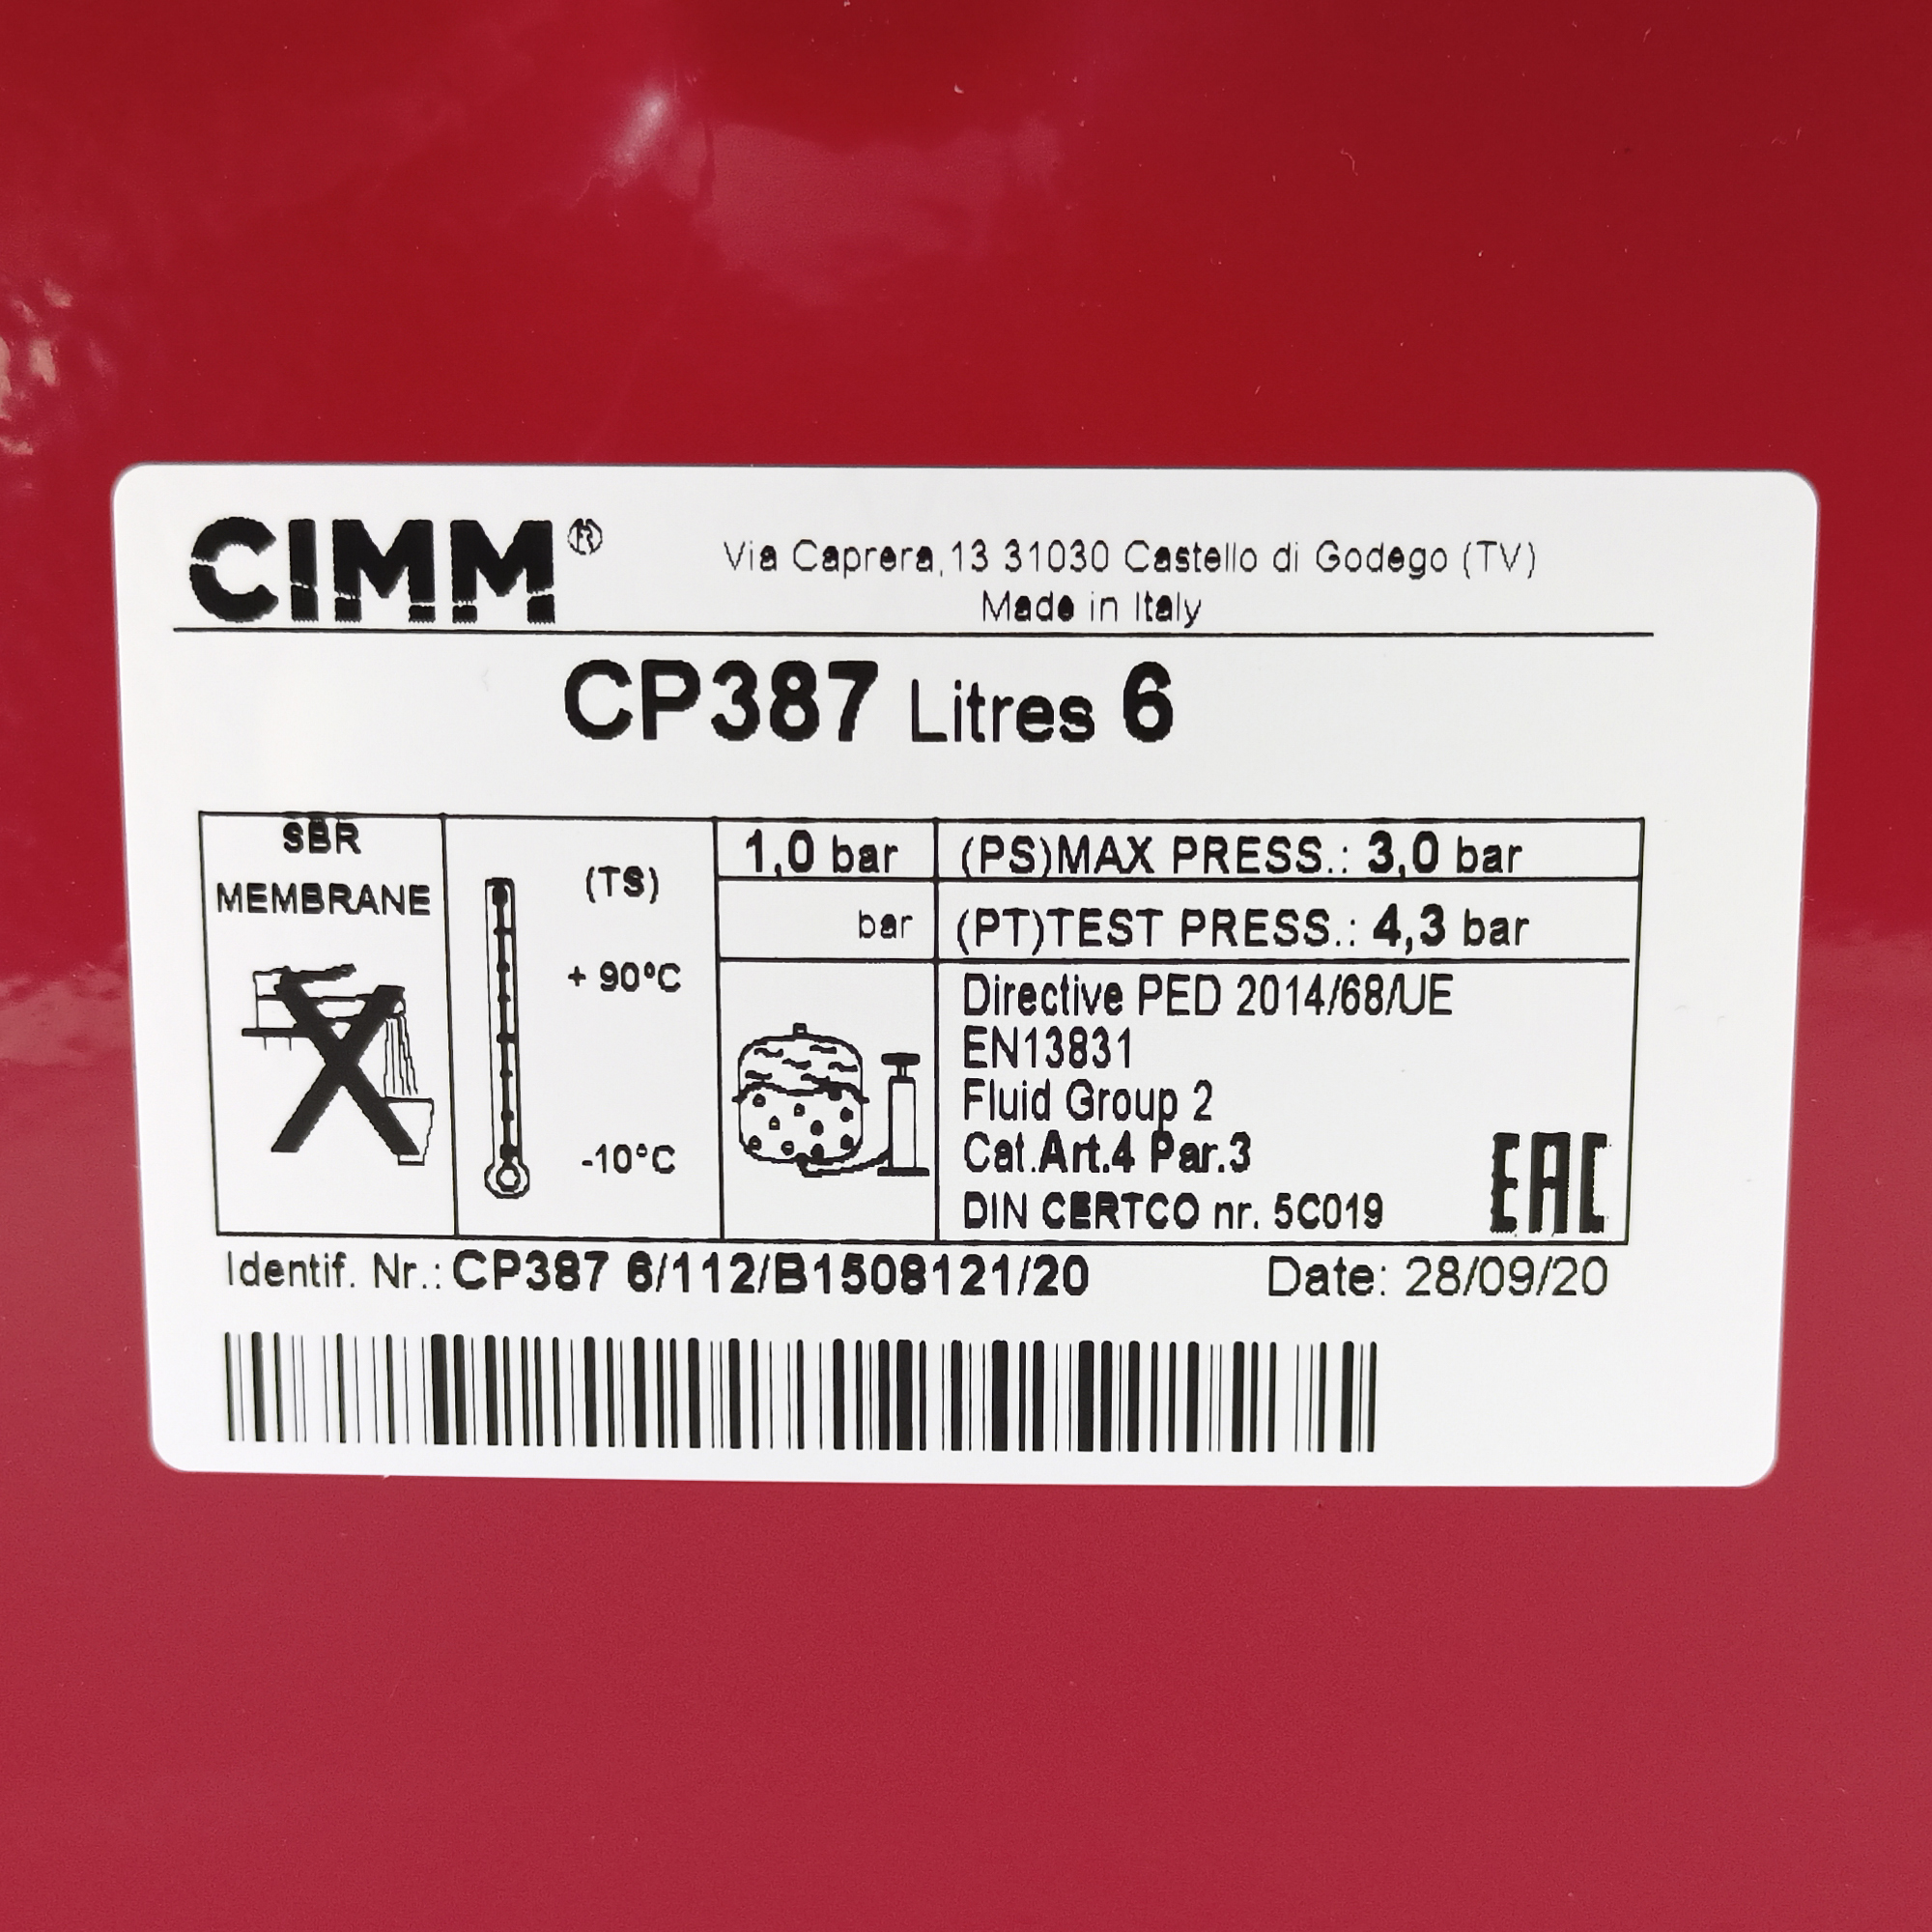 CIMM®
Via Caprera,13 31030 Castello di Godego (TV)
Made in Italy
CP387 Litres 6
SBR
MEMBRANE
(TS)
+ 90°C
-10°C
1,0 bar
bar
(PS)MAX PRESS.: 3,0 bar
(PT)TEST PRESS.: 4,3 bar
Directive PED 2014/68/UE
EN13831
Fluid Group 2
Cat.Art.4 Par.3
DIN CERTCO nr. 5C019
EAC
Identif. Nr.: CP387 6/112/B1508121/20
Date: 28/09/20